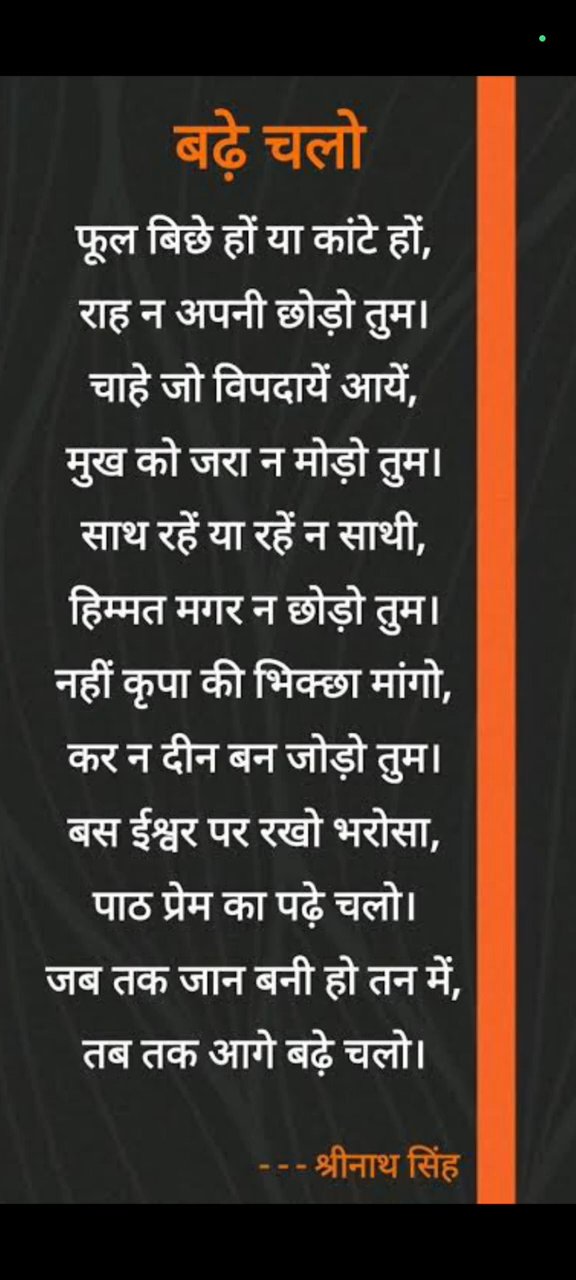 बढ़े चलो
फूल बिछे हों या कांटे हों,
राह न अपनी छोड़ो तुम।
चाहे जो विपदायें आयें,
मुख को जरा न मोड़ो तुम।
साथ रहें या रहें न साथी,
हिम्मत मगर न छोड़ो तुम।
नहीं कृपा की भिक्छा मांगो,
कर न दीन बन जोड़ो तुम।
बस ईश्वर पर रखो भरोसा,
पाठ प्रेम का पढ़े चलो।
जब तक जान बनी हो तन में,
तब तक आगे बढ़े चलो।
--- श्रीनाथ सिंह